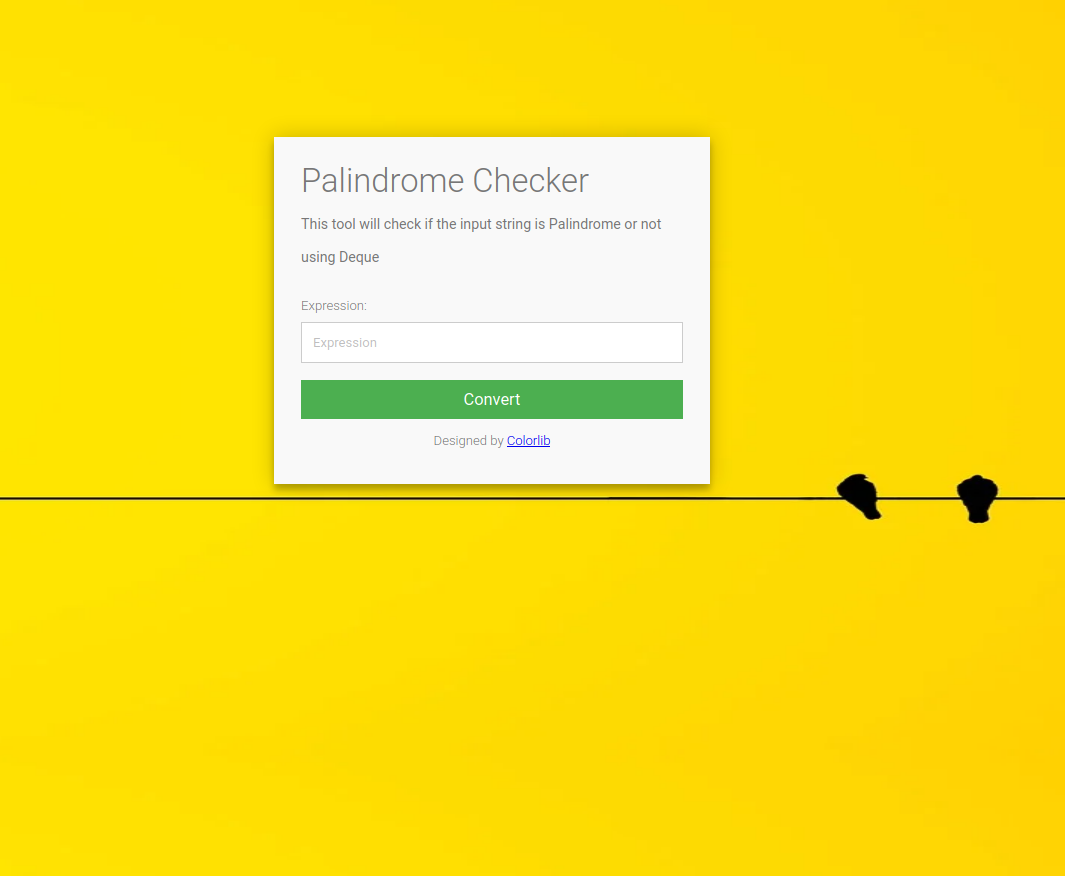 Palindrome Checker
This tool will check if the input string is Palindrome or not
using Deque
Expression:
Expression
Convert
Designed by Colorlib